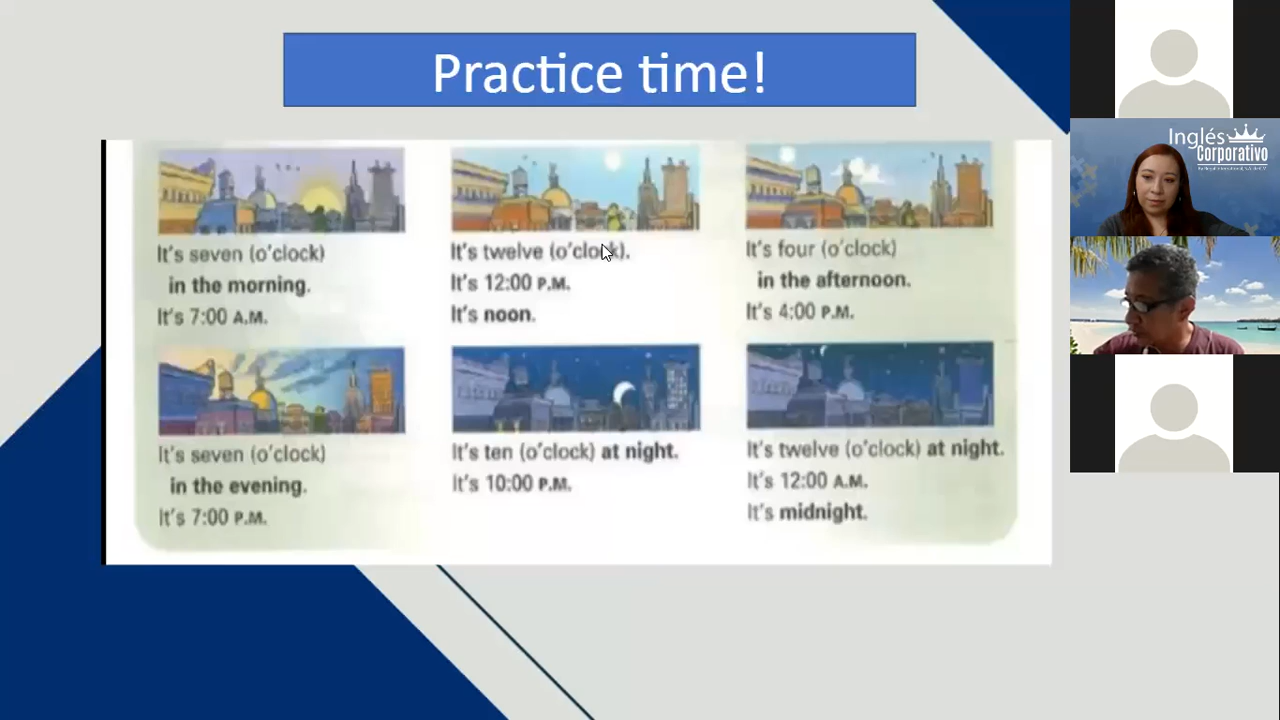 Practice time!
It's seven (o'clock)
in the morning.
It's 7:00 A.M.
It's twelve (o'clock).
It's 12:00 P.M.
It's noon.
It's four (o'clock)
in the afternoon.
It's 4:00 P.M.
It's seven (o'clock)
in the evening.
It's 7:00 P.M.
It's ten (o'clock) at night.
It's 10:00 P.M.
It's twelve (o'clock) at night.
It's 12:00 A.M.
It's midnight.
Inglés
Corporativo